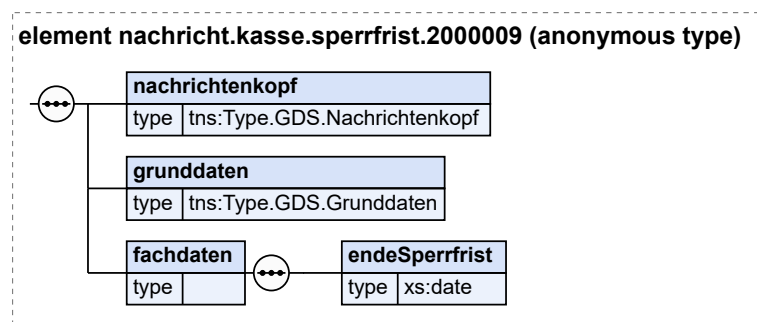 element nachricht.kasse.sperrfrist.2000009 (anonymous type)
nachrichtenkopf
type tns:Type.GDS.Nachrichtenkopf
grunddaten
type tns:Type.GDS.Grunddaten
fachdaten
type
endeSperrfrist
type xs:date